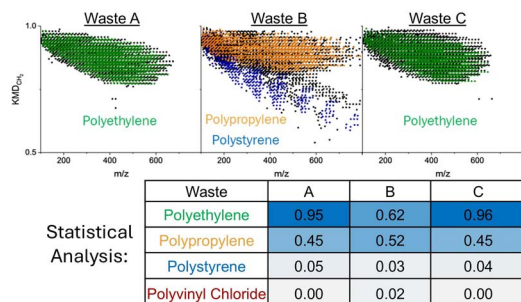 Waste A
Waste B
Waste C
KMD_CH₂
1.0
0.5
Polyethylene
Polypropylene
Polystyrene
Polyethylene
200 400 600
200 400 600
200 400 600
m/z
m/z
m/z
Statistical Analysis:
Waste A B C
Polyethylene 0.95 0.62 0.96
Polypropylene 0.45 0.52 0.45
Polystyrene 0.05 0.03 0.04
Polyvinyl Chloride 0.00 0.02 0.00